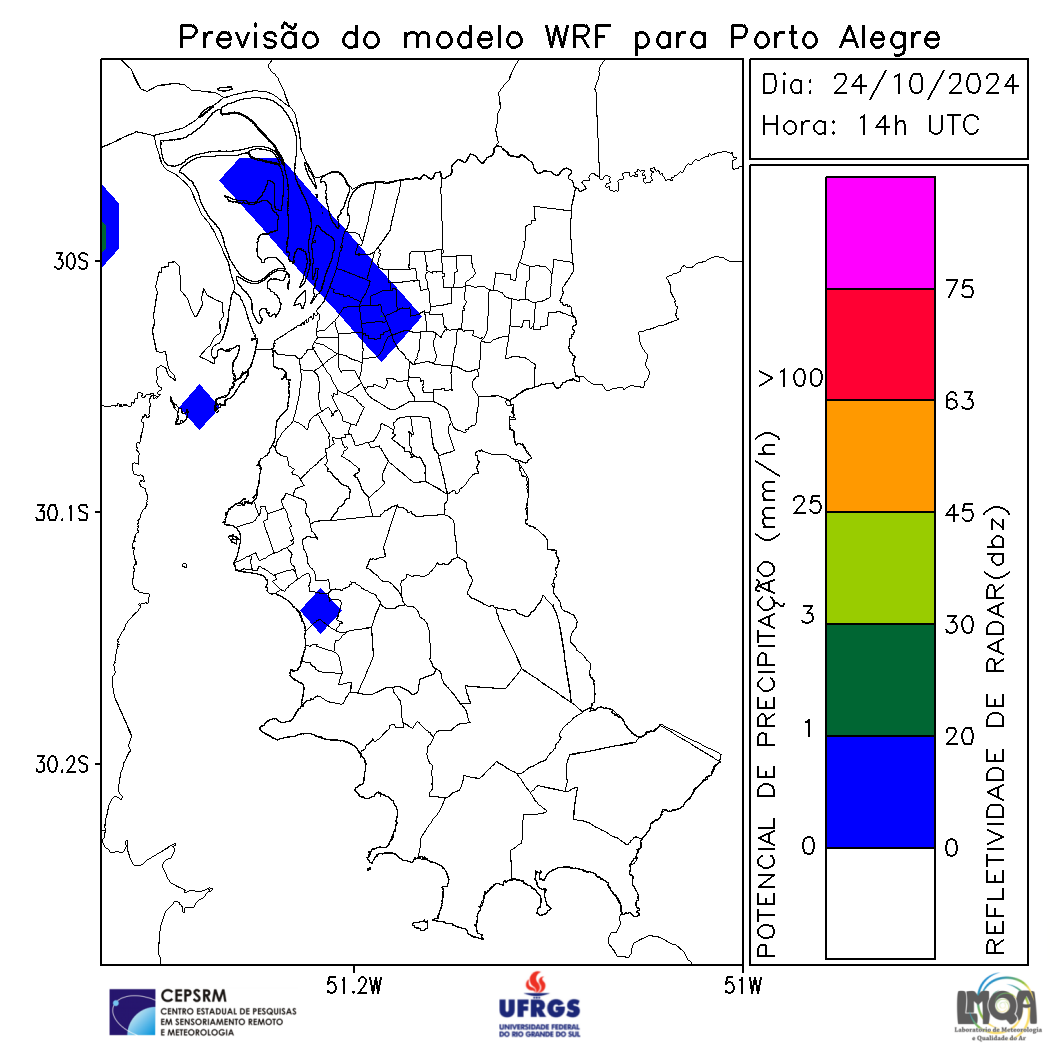 Previsão do modelo WRF para Porto Alegre
Dia: 24/10/2024
Hora: 14h UTC
30S
30.1S
30.2S
51.2W
51W
POTENCIAL DE PRECIPITAÇÃO (mm/h)
>100
25
3
1
0
75
63
45
30
20
0
REFLETIVIDADE DE RADAR(dbz)
CEPSRM
CENTRO ESTADUAL DE PESQUISAS
EM SENSORIAMENTO REMOTO
E METEOROLOGIA
UFRGS
UNIVERSIDADE FEDERAL
DO RIO GRANDE DO SUL
LMQA
Laboratório de Meteorologia
e Qualidade do Ar